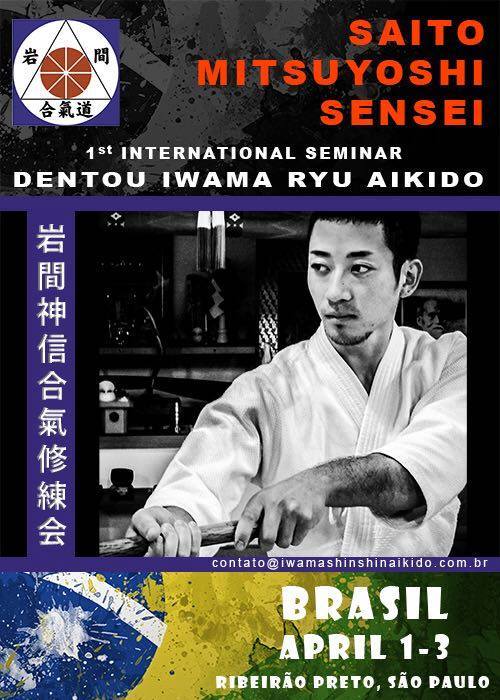 岩間
合氣道
SAITO
MITSUYOSHI
SENSEI
1st INTERNATIONAL SEMINAR
DENTOU IWAMA RYU AIKIDO
岩間神信合氣修練会
contato@iwamashinshinaikido.com.br
BRASIL
APRIL 1-3
RIBEIRÃO PRETO, SÃO PAULO